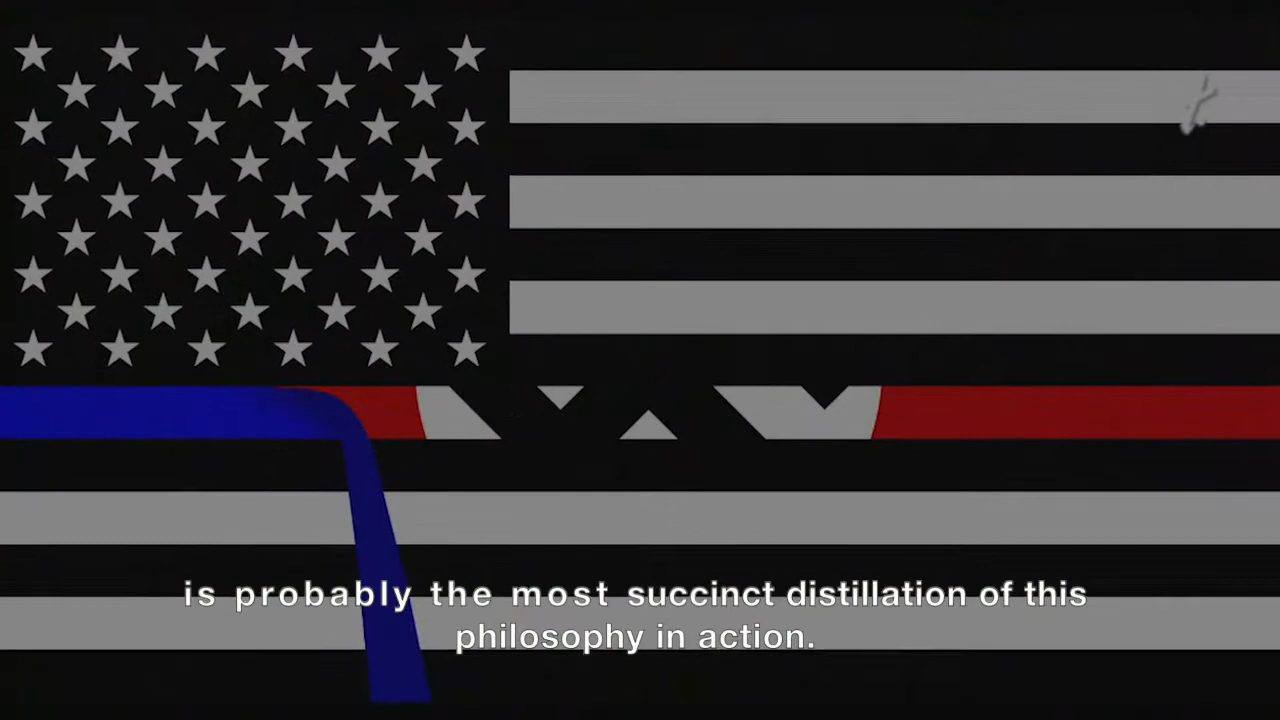 is probably the most succinct distillation of this
philosophy in action.